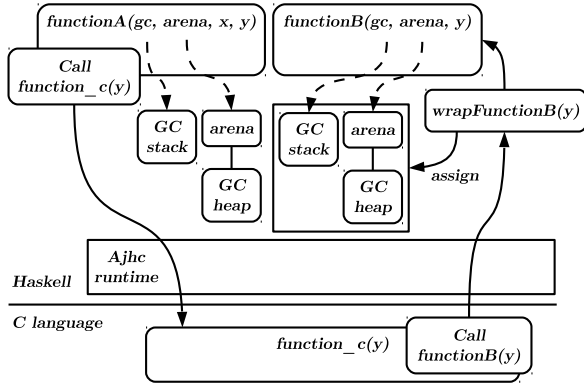 functionA(gc, arena, x, y)
functionB(gc, arena, y)
Call
function_c(y)
GC
stack
arena
GC
heap
GC
stack
arena
GC
heap
wrapFunctionB(y)
assign
Ajhc
runtime
Haskell
C language
function_c(y)
Call
functionB(y)